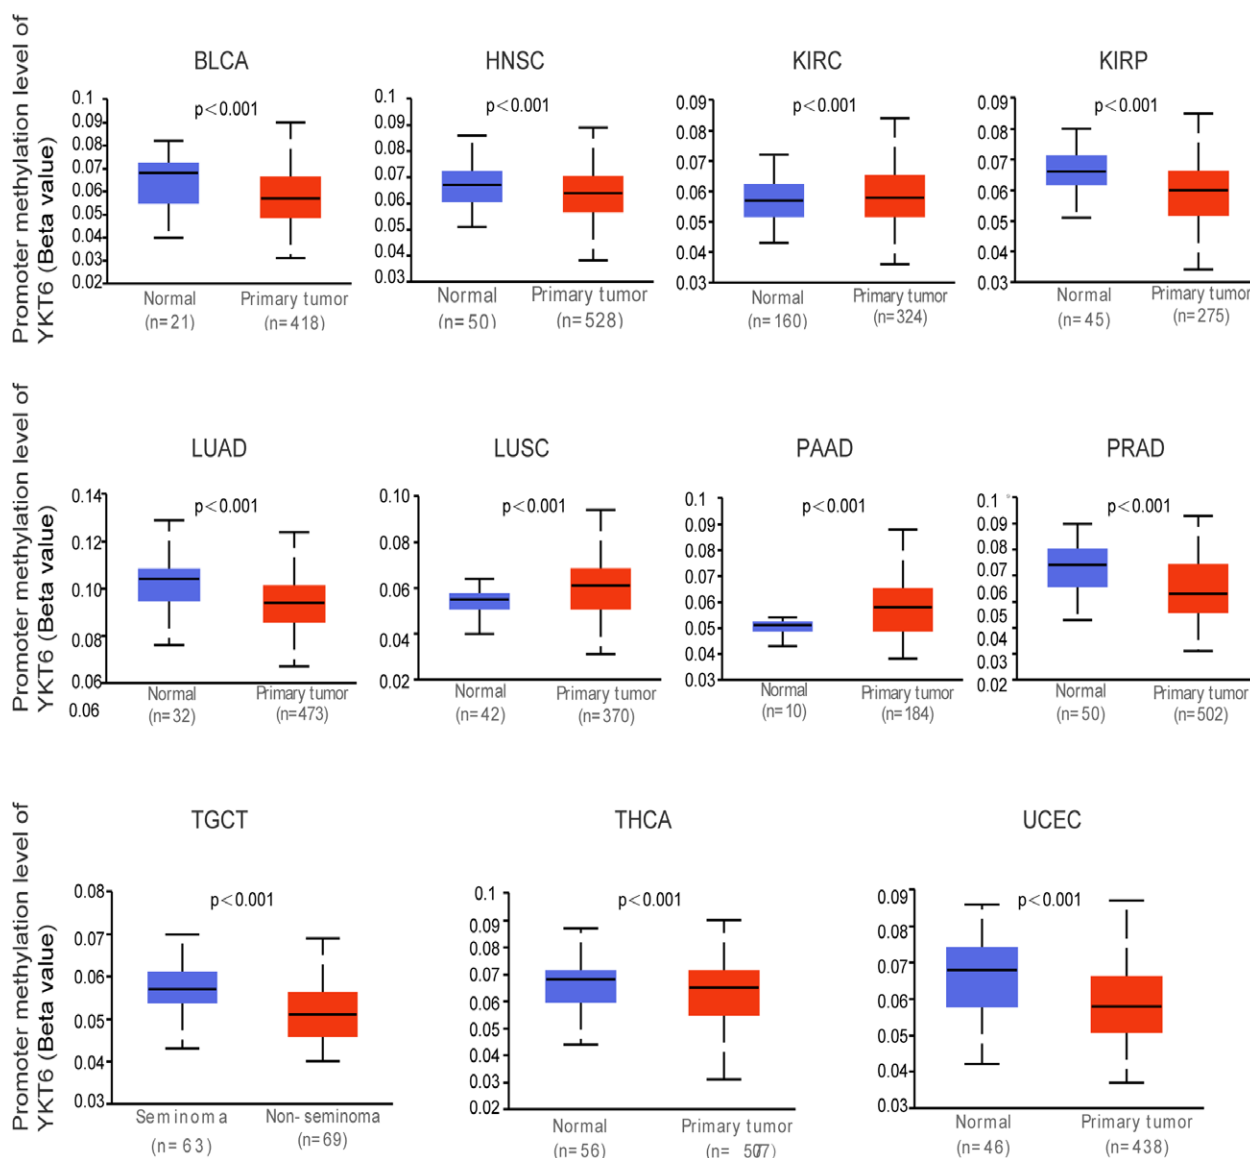 Promoter methylation level of
YKT6 (Beta value)
BLCA
p<0.001
0.1
0.09
0.08
0.07
0.06
0.05
0.04
0.03
0.02
Normal
(n=21)
Primary tumor
(n=418)
HNSC
p<0.001
0.1
0.09
0.08
0.07
0.06
0.05
0.04
0.03
Normal
(n=50)
Primary tumor
(n=528)
KIRC
p<0.001
0.09
0.08
0.07
0.06
0.05
0.04
0.03
Normal
(n=160)
Primary tumor
(n=324)
KIRP
p<0.001
0.09
0.08
0.07
0.06
0.05
0.04
0.03
Normal
(n=45)
Primary tumor
(n=275)
Promoter methylation level of
YKT6 (Beta value)
LUAD
p<0.001
0.14
0.12
0.10
0.08
0.06
0.06
Normal
(n=32)
Primary tumor
(n=473)
LUSC
p<0.001
0.10
0.06
0.04
0.02
Normal
(n=42)
Primary tumor
(n=370)
PAAD
p<0.001
0.1
0.09
0.08
0.07
0.06
0.05
0.04
0.03
Normal
(n=10)
Primary tumor
(n=184)
PRAD
p<0.001
0.1
0.09
0.08
0.07
0.06
0.05
0.04
0.03
0.02
Normal
(n=50)
Primary tumor
(n=502)
Promoter methylation level of
YKT6 (Beta value)
TGCT
p<0.001
0.08
0.07
0.06
0.05
0.04
0.03
Seminoma
(n=63)
Non-seminoma
(n=69)
THCA
p<0.001
0.1
0.09
0.08
0.07
0.06
0.05
0.04
0.03
0.02
Normal
(n=56)
Primary tumor
(n= 507)
UCEC
p<0.001
0.09
0.08
0.07
0.06
0.05
0.04
0.03
Normal
(n=46)
Primary tumor
(n=438)